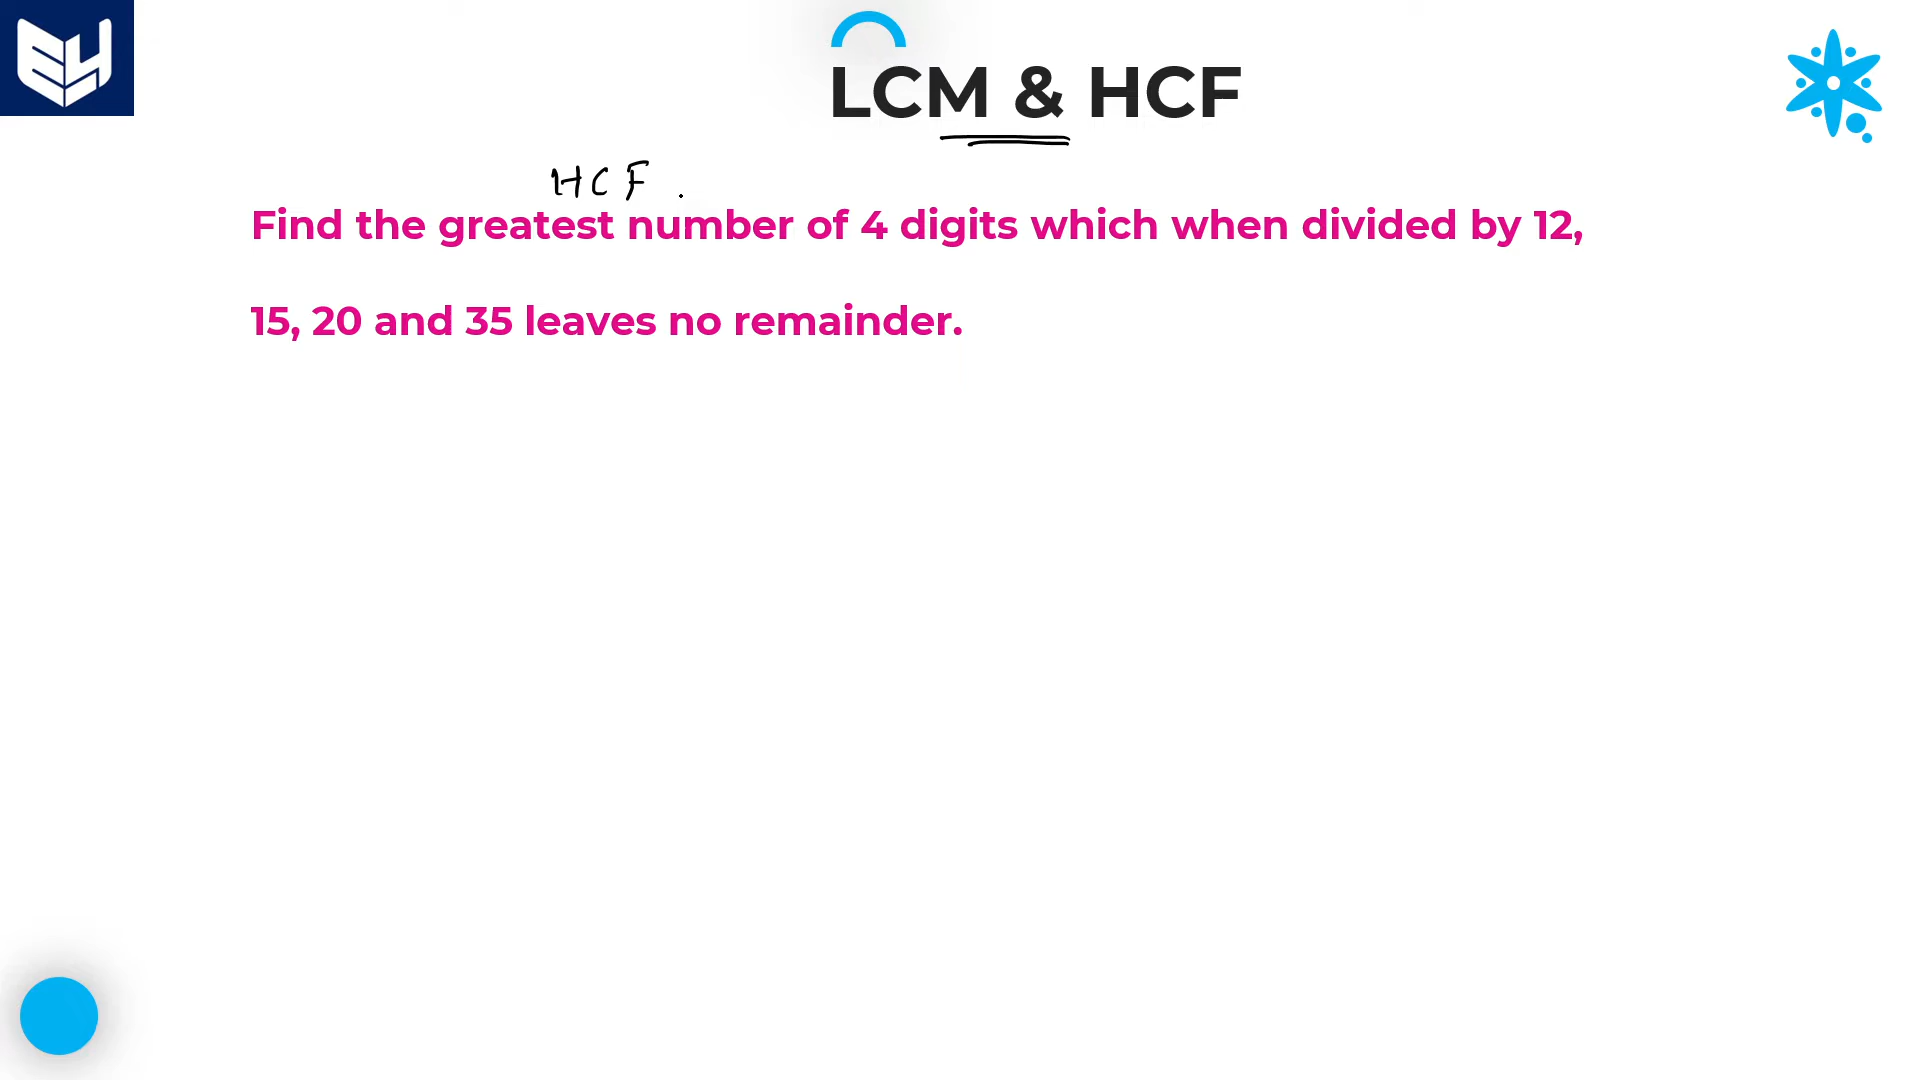 LCM & HCF
HCF .
Find the greatest number of 4 digits which when divided by 12,
15, 20 and 35 leaves no remainder.